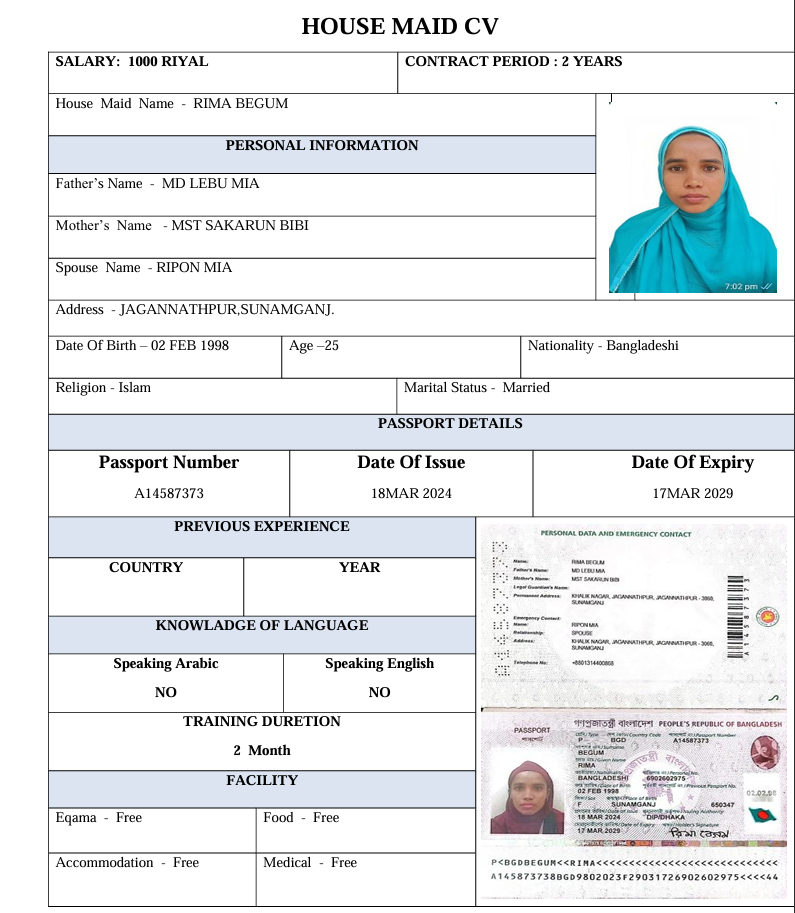 HOUSE MAID CV
SALARY: 1000 RIYAL
CONTRACT PERIOD : 2 YEARS
House Maid Name - RIMA BEGUM
PERSONAL INFORMATION
Father's Name - MD LEBU MIA
Mother's Name - MST SAKARUN BIBI
Spouse Name - RIPON MIA
7:02 pm
Address - JAGANNATHPUR,SUNAMGANJ.
Date Of Birth – 02 FEB 1998
Age –25
Nationality - Bangladeshi
Religion - Islam
Marital Status - Married
PASSPORT DETAILS
Passport Number
Date Of Issue
Date Of Expiry
A14587373
18MAR 2024
17MAR 2029
PREVIOUS EXPERIENCE
COUNTRY
YEAR
KNOWLADGE OF LANGUAGE
Speaking Arabic
Speaking English
NO
NO
TRAINING DURETION
2 Month
FACILITY
Eqama - Free
Food - Free
Accommodation - Free
Medical - Free
PERSONAL DATA AND EMERGENCY CONTACT
Name: RIMA BEGUM
Father's Name: MD LEBU MIA
Mother's Name: MST SAKARUN BIBI
Legal Guardian's Name:
Permanent Address: KHALIK NAGAR, JAGANNATHPUR, JAGANNATHPUR - 3060,
SUNAMGANJ
Emergency Contact:
Name: RIPON MIA
Relationship: SPOUSE
Address: KHALIK NAGAR, JAGANNATHPUR, JAGANNATHPUR - 3060,
SUNAMGANJ
Telephone No: +8801314400868
A14587373
PASSPORT
পাসপোর্ট
গণপ্রজাতন্ত্রী বাংলাদেশ PEOPLE'S REPUBLIC OF BANGLADESH
P BGD A14587373
BEGUM
RIMA
BANGLADESHI 6902602975
02 FEB 1998
F SUNAMGANJ 650347
18 MAR 2024 DIP/DHAKA
17 MAR 2029
02.02.98
P<BGDBEGUM<<RIMA<<<<<<<<<<<<<<<<<<<<<<<<<<<<
A145873738BGD9802023F29031726902602975<<<<44